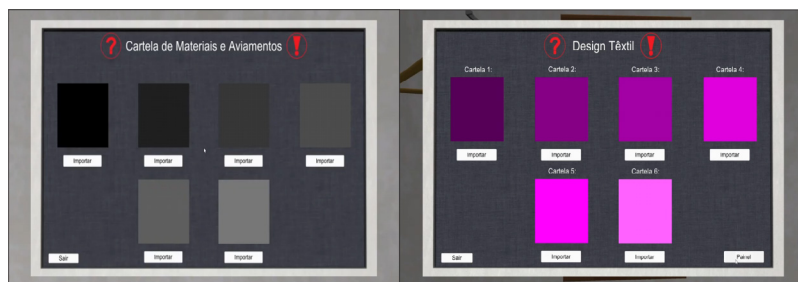 ? Cartela de Materiais e Aviamentos !
Importar Importar Importar Importar
Importar Importar
Sair
? Design Têxtil !
Cartela 1: Cartela 2: Cartela 3: Cartela 4:
Importar Importar Importar Importar
Cartela 5: Cartela 6:
Importar Importar
Sair
Painel